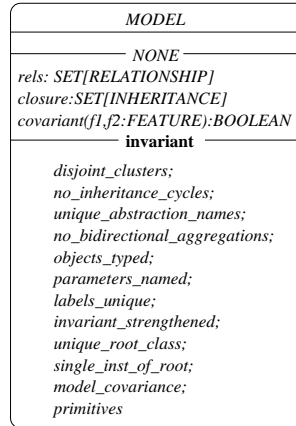 MODEL
NONE
rels: SET[RELATIONSHIP]
closure:SET[INHERITANCE]
covariant(f1,f2:FEATURE):BOOLEAN
invariant
disjoint_clusters;
no_inheritance_cycles;
unique_abstraction_names;
no_bidirectional_aggregations;
objects_typed;
parameters_named;
labels_unique;
invariant_strengthened;
unique_root_class;
single_inst_of_root;
model_covariance;
primitives